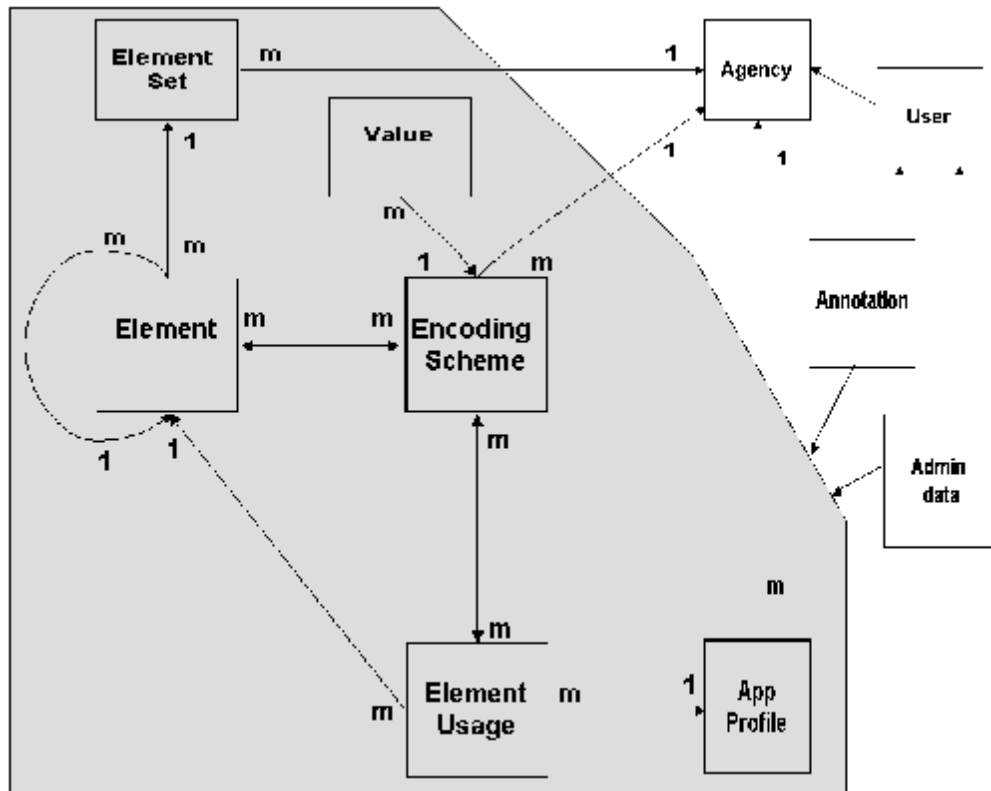 Element
Set
m
1
Agency
User
Value
1
1
1
m
m
m
1
m
Element
m
m
Encoding
Scheme
Annotation
1
1
m
Admin
data
m
m
Element
Usage
m
m
1
App
Profile